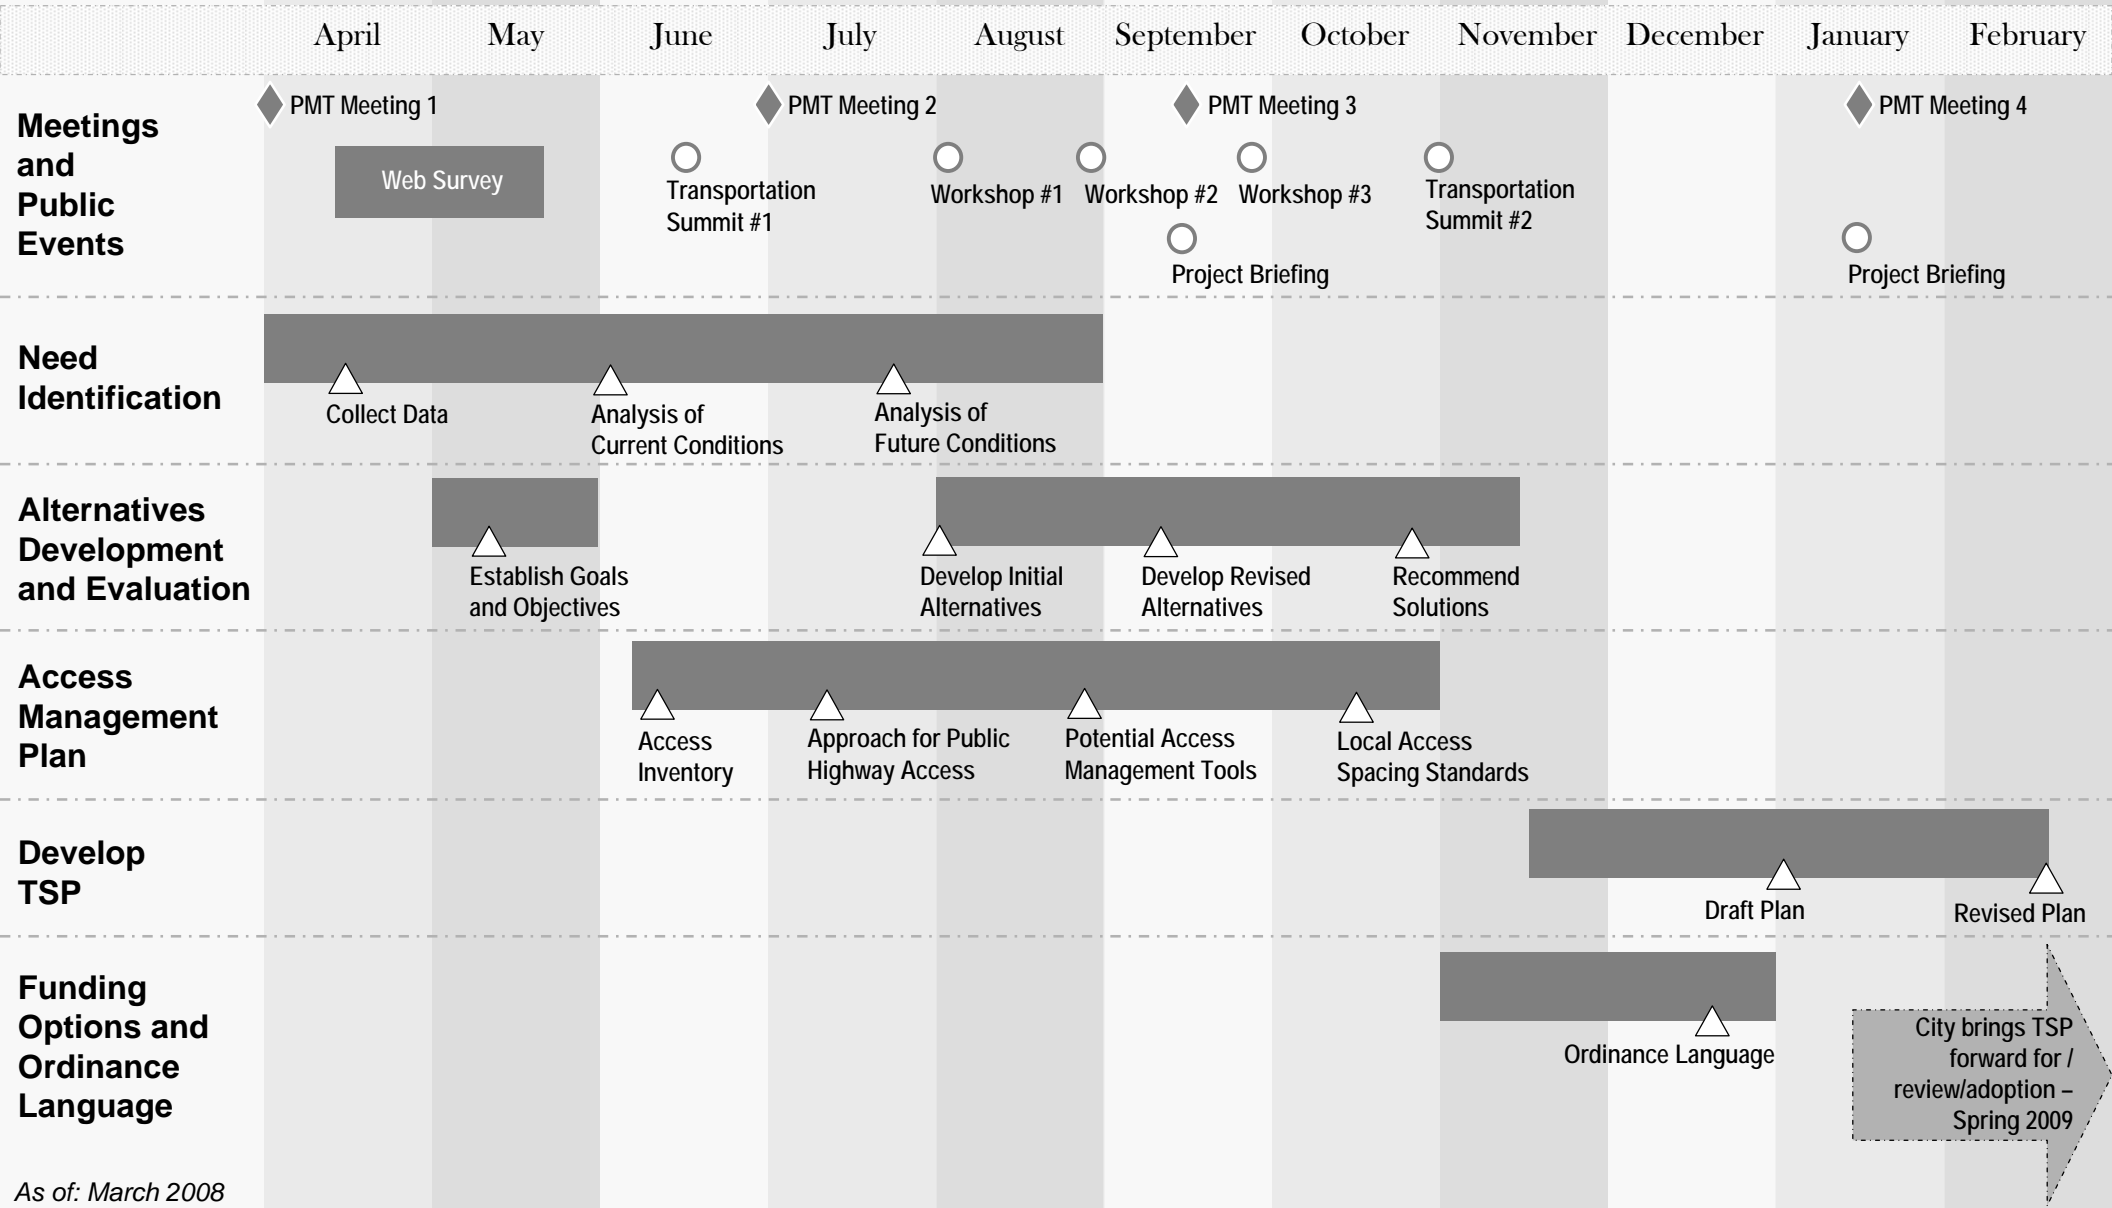 April May June July August September October November December January February
Meetings
and
Public
Events
PMT Meeting 1
PMT Meeting 2
PMT Meeting 3
PMT Meeting 4
Web Survey
Transportation
Summit #1
Workshop #1
Workshop #2
Workshop #3
Transportation
Summit #2
Project Briefing
Project Briefing
Need
Identification
Collect Data
Analysis of
Current Conditions
Analysis of
Future Conditions
Alternatives
Development
and Evaluation
Establish Goals
and Objectives
Develop Initial
Alternatives
Develop Revised
Alternatives
Recommend
Solutions
Access
Management
Plan
Access
Inventory
Approach for Public
Highway Access
Potential Access
Management Tools
Local Access
Spacing Standards
Develop
TSP
Draft Plan
Revised Plan
Funding
Options and
Ordinance
Language
Ordinance Language
City brings TSP
forward for /
review/adoption –
Spring 2009
As of: March 2008